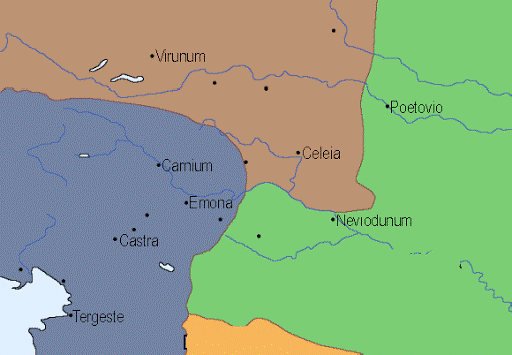 Virunum
Poetovio
Celeia
Carnium
Emona
Neviodunum
Castra
Tergeste